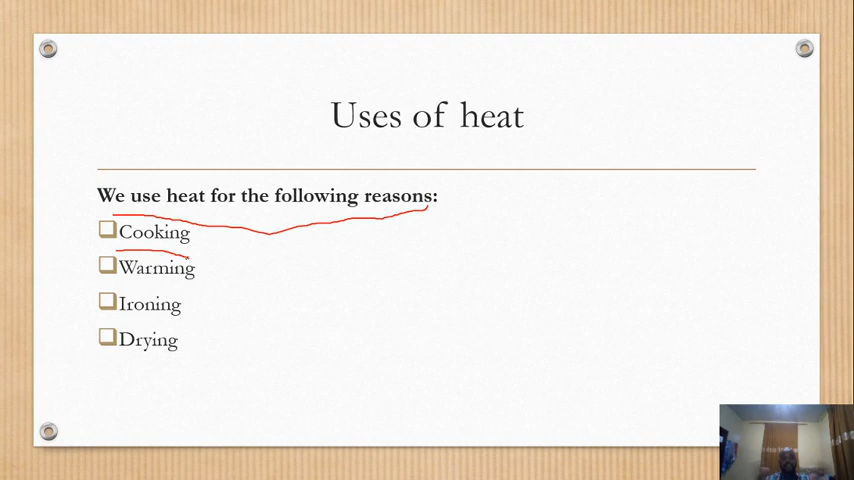 Uses of heat
We use heat for the following reasons:
Cooking
Warming
Ironing
Drying